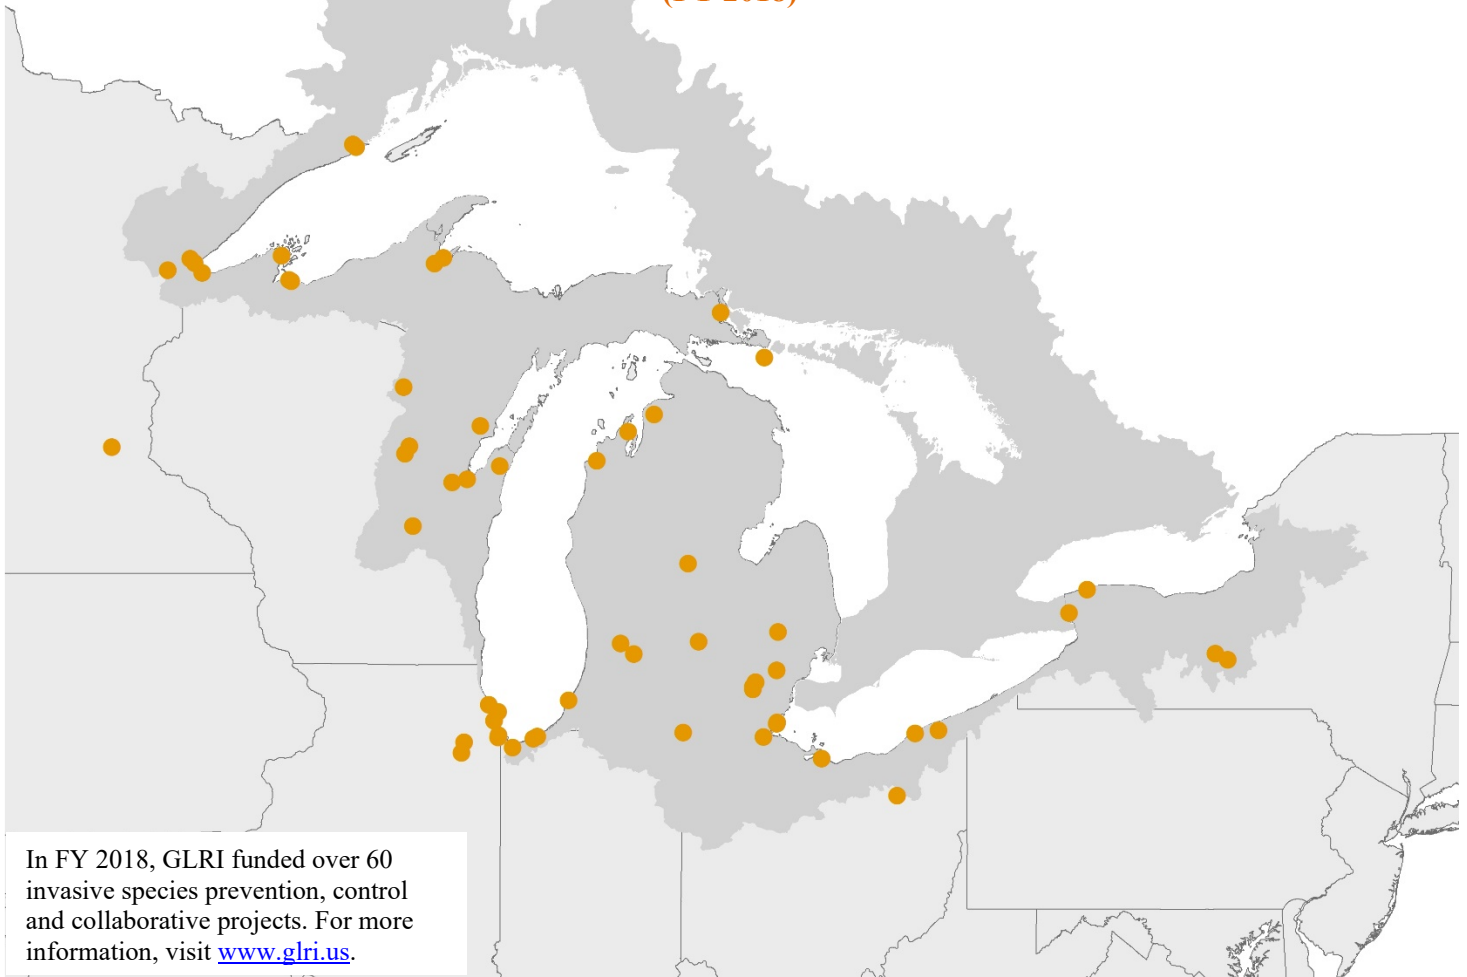 In FY 2018, GLRI funded over 60
invasive species prevention, control
and collaborative projects. For more
information, visit www.glri.us.